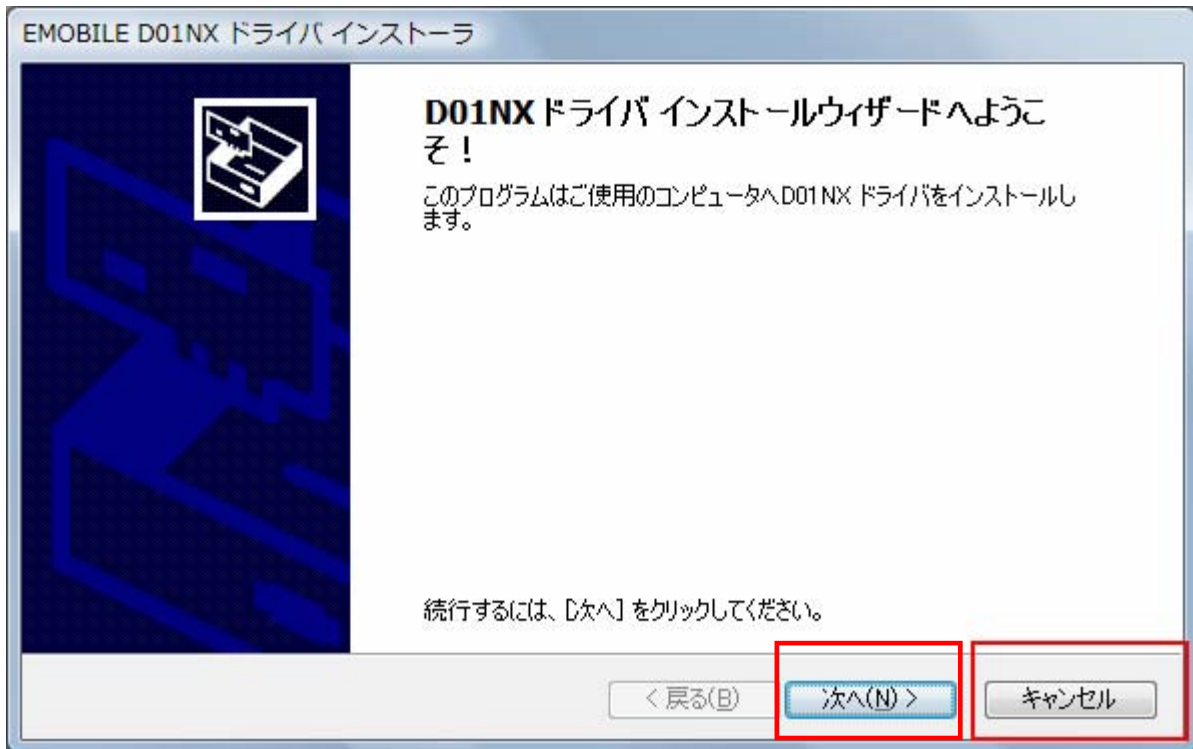 EMOBILE D01NX ドライバ インストーラ
D01NX ドライバ インストールウィザードへようこ
そ！
このプログラムはご使用のコンピュータへD01NX ドライバをインストールし
ます。
続行するには、[次へ] をクリックしてください。
< 戻る(B)
次へ(N) >
キャンセル